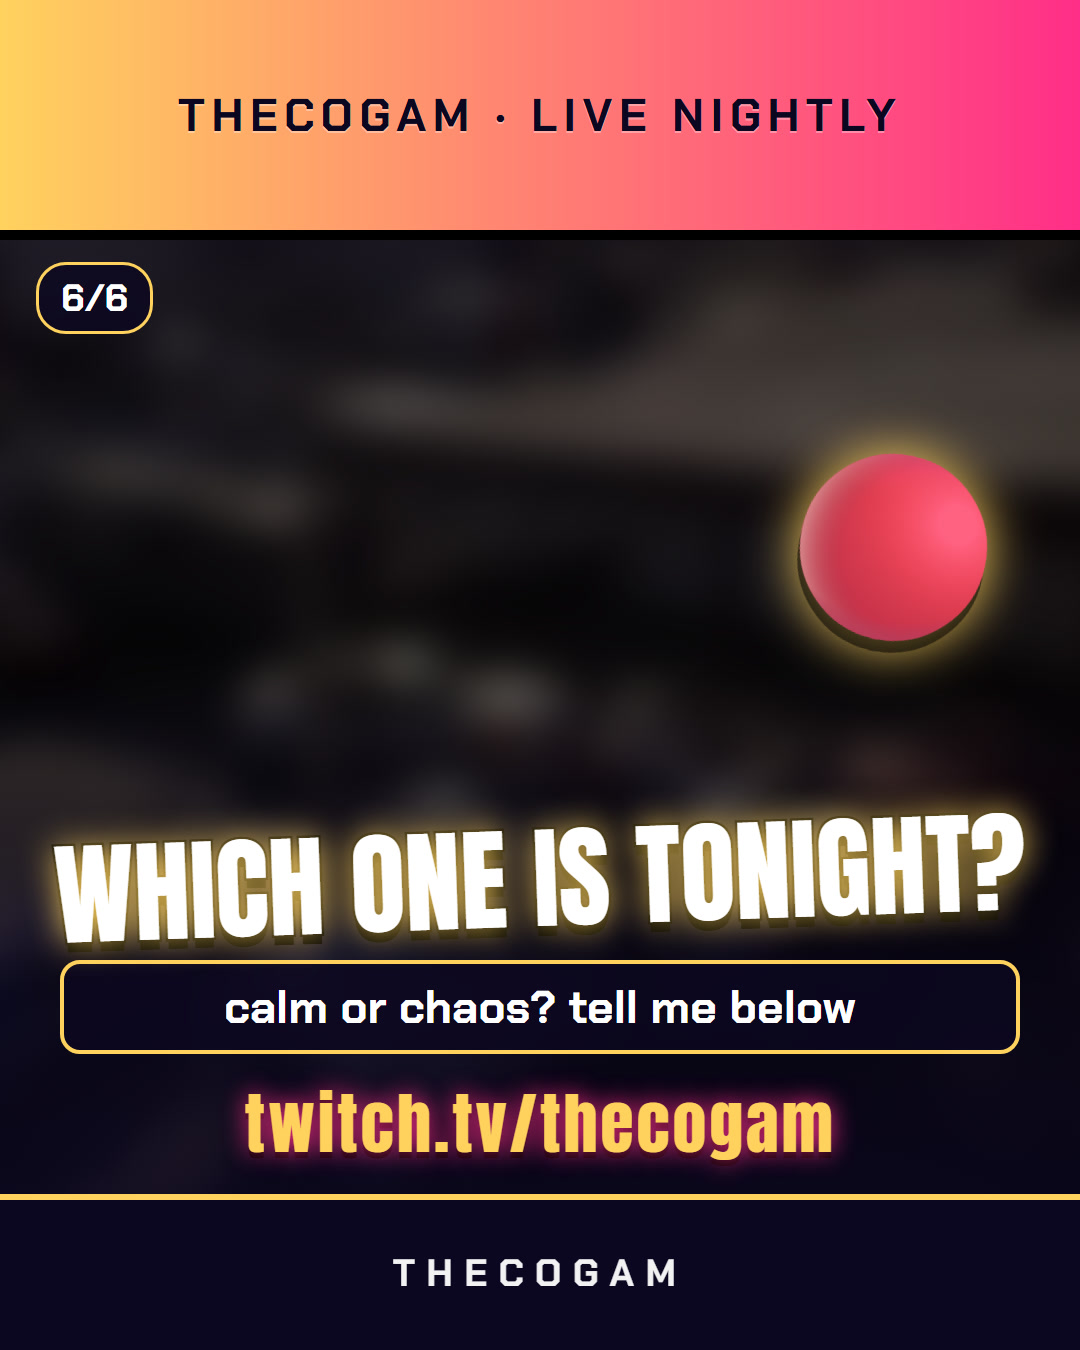 THECOGAM · LIVE NIGHTLY
6/6
WHICH ONE IS TONIGHT?
calm or chaos? tell me below
twitch.tv/thecogam
THECOGAM